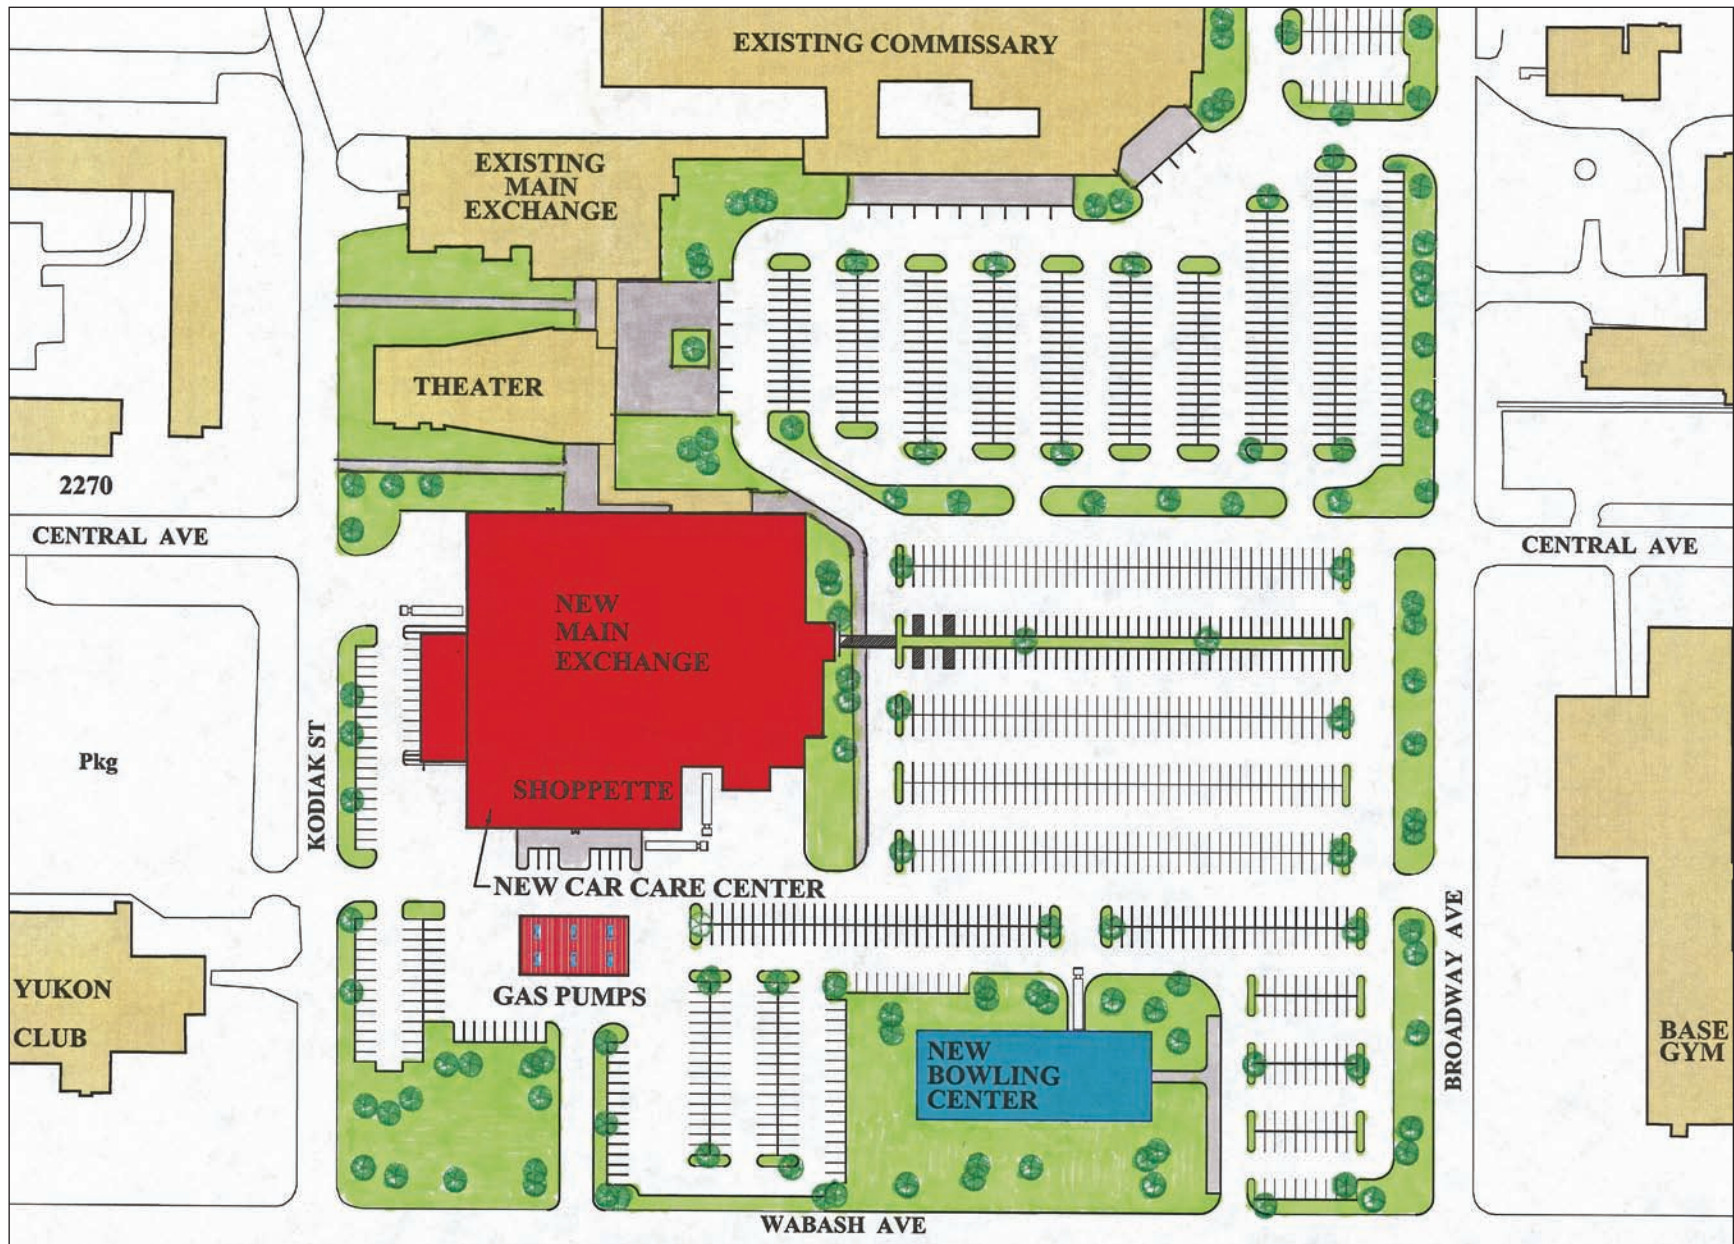 EXISTING COMMISSARY
EXISTING
MAIN
EXCHANGE
THEATER
2270
CENTRAL AVE
CENTRAL AVE
NEW
MAIN
EXCHANGE
Pkg
KODIAK ST
SHOPPETTE
NEW CAR CARE CENTER
GAS PUMPS
YUKON
CLUB
NEW
BOWLING
CENTER
BROADWAY AVE
BASE
GYM
WABASH AVE